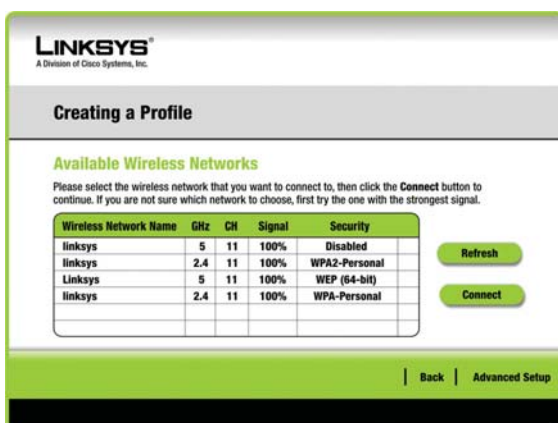 LINKSYS®
A Division of Cisco Systems, Inc.
Creating a Profile
Available Wireless Networks
Please select the wireless network that you want to connect to, then click the Connect button to
continue. If you are not sure which network to choose, first try the one with the strongest signal.
Wireless Network Name GHz CH Signal Security
linksys 5 11 100% Disabled
linksys 2.4 11 100% WPA2-Personal
Linksys 5 11 100% WEP (64-bit)
linksys 2.4 11 100% WPA-Personal
Refresh
Connect
Back
Advanced Setup